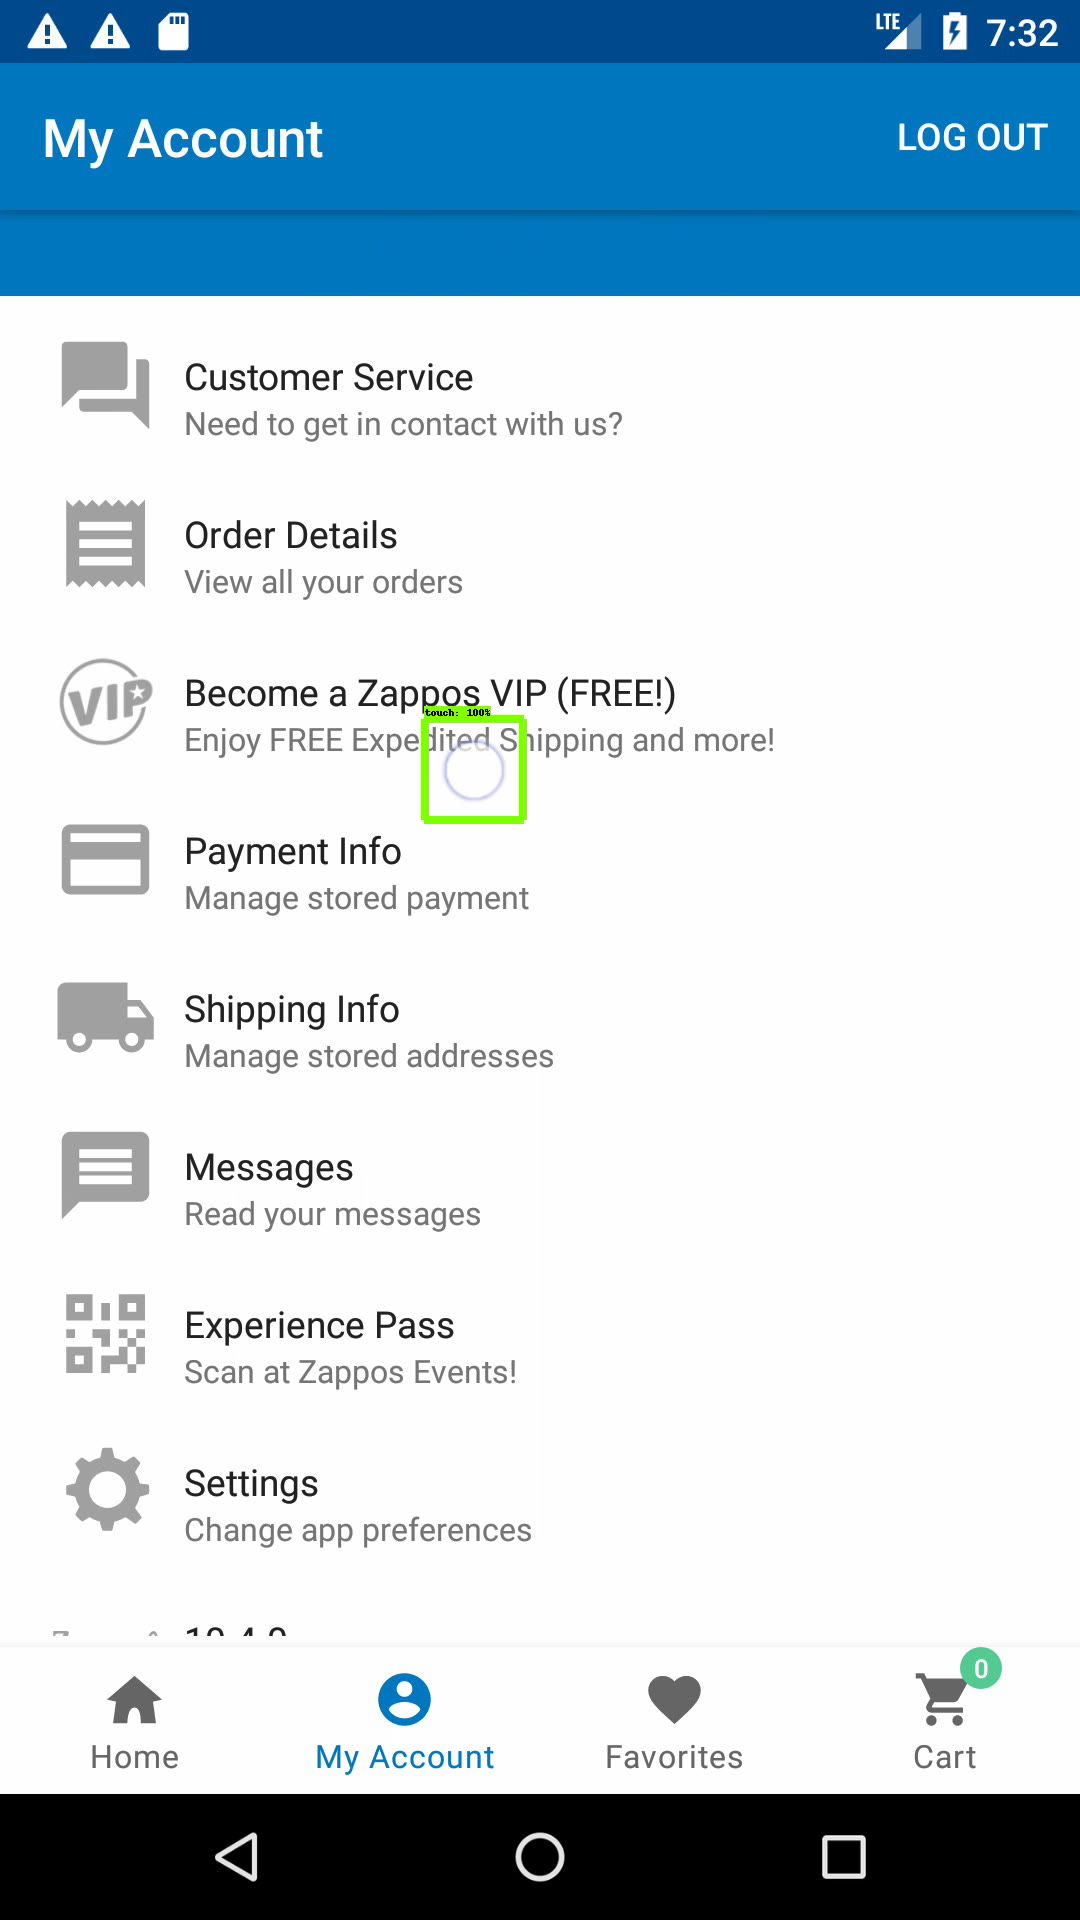 LTE 7:32
My Account LOG OUT
Customer Service
Need to get in contact with us?
Order Details
View all your orders
VIP
Become a Zappos VIP (FREE!)
touch: 100%
Enjoy FREE Expedited Shipping and more!
Payment Info
Manage stored payment
Shipping Info
Manage stored addresses
Messages
Read your messages
Experience Pass
Scan at Zappos Events!
Settings
Change app preferences
0
Home My Account Favorites Cart